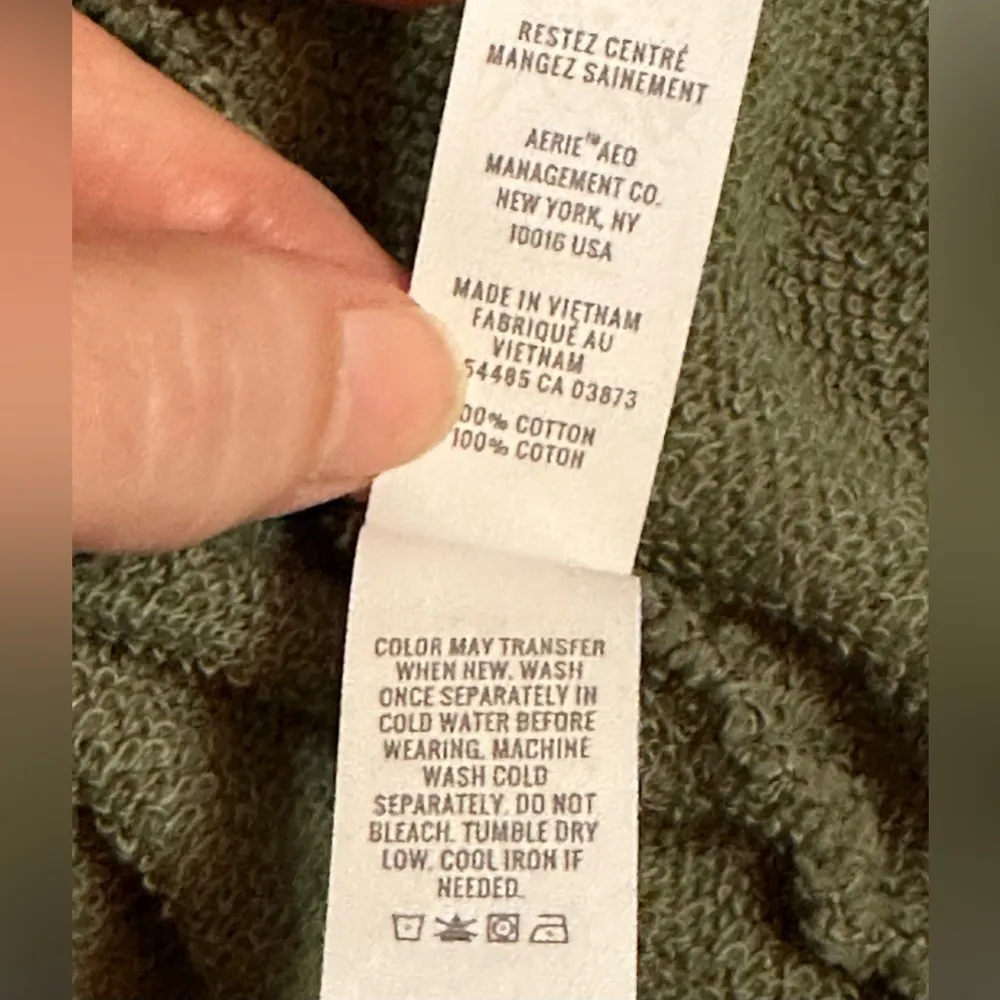 RESTEZ CENTRÉ
MANGEZ SAINEMENT
AERIE™AEO
MANAGEMENT CO.
NEW YORK, NY
10016 USA
MADE IN VIETNAM
FABRIQUÉ AU
VIETNAM
54485 CA 03873
00% COTTON
100% COTON
COLOR MAY TRANSFER
WHEN NEW. WASH
ONCE SEPARATELY IN
COLD WATER BEFORE
WEARING. MACHINE
WASH COLD
SEPARATELY. DO NOT
BLEACH. TUMBLE DRY
LOW. COOL IRON IF
NEEDED.